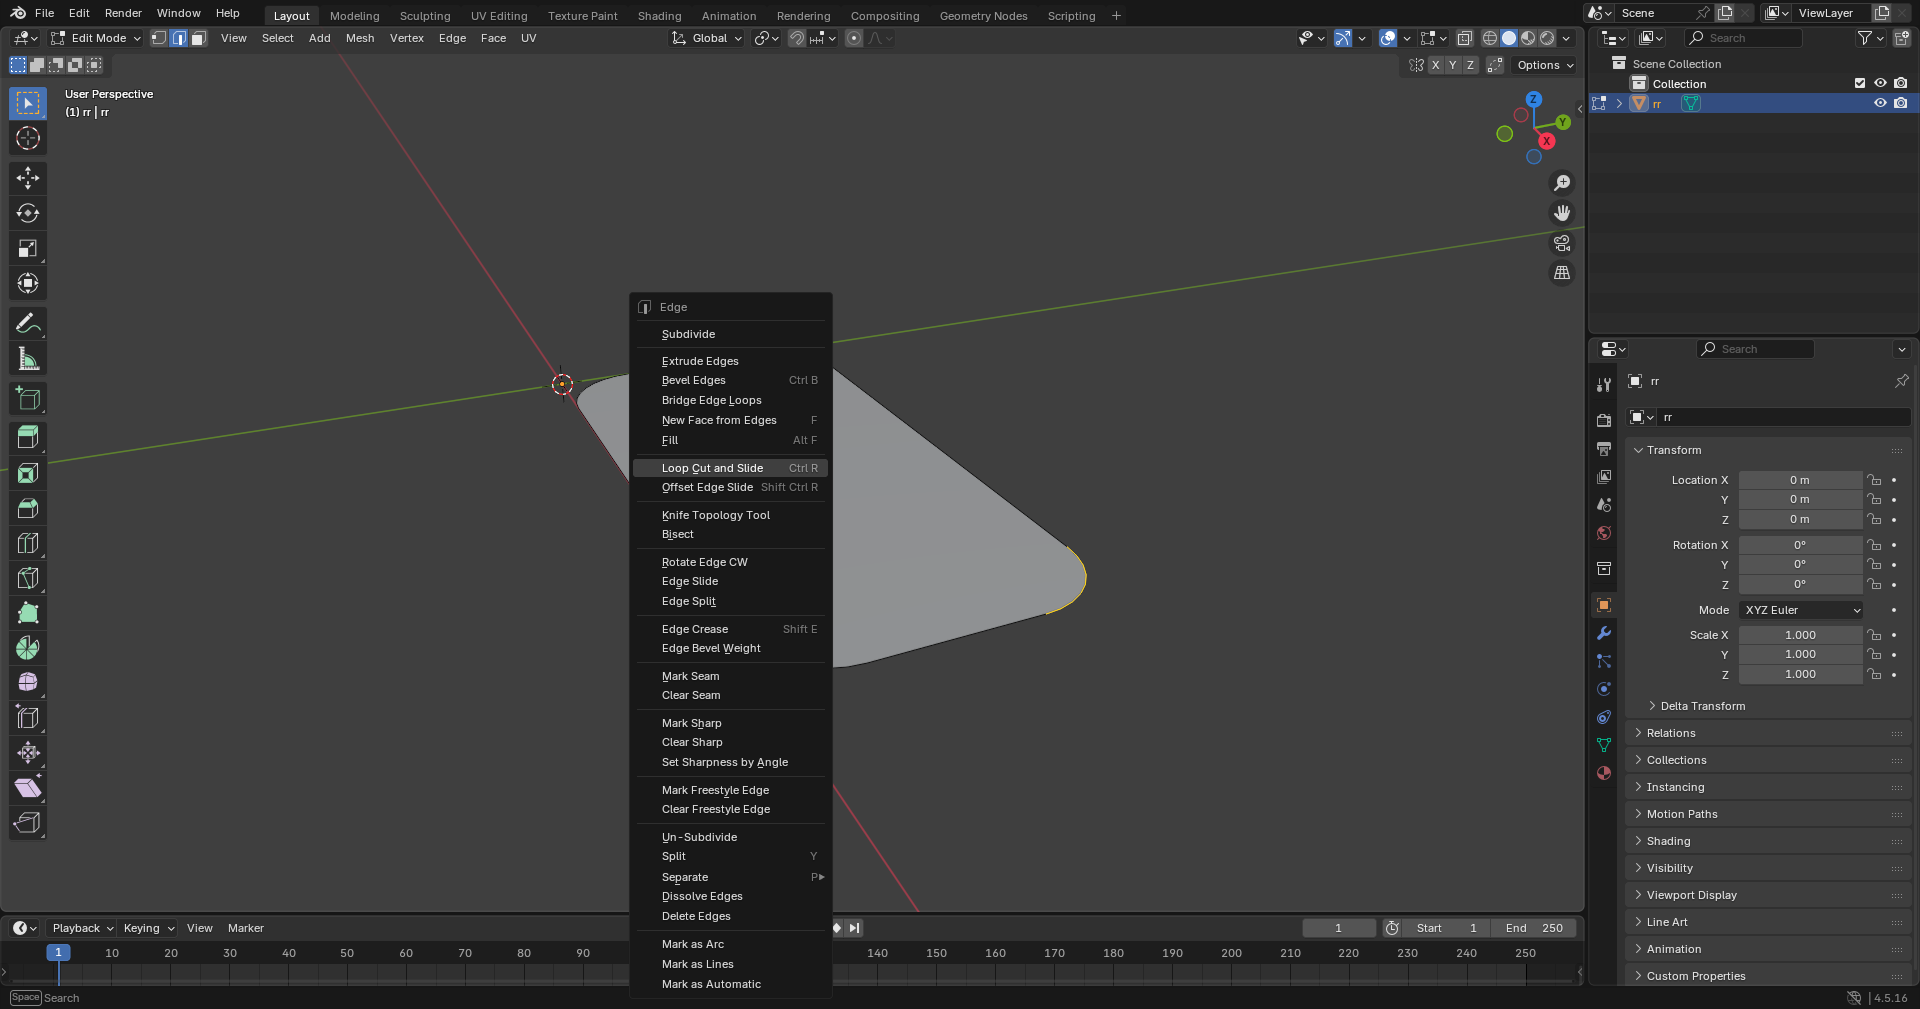 File Edit Render Window Help Layout Modeling Sculpting UV Editing Texture Paint Shading Animation Rendering Compositing Geometry Nodes Scripting + Scene ViewLayer
Edit Mode View Select Add Mesh Vertex Edge Face UV Global Search
X Y Z Options
Scene Collection
Collection
rr
User Perspective
(1) rr | rr
Z
Y
X
Edge
Subdivide
Extrude Edges
Bevel Edges Ctrl B
Bridge Edge Loops
New Face from Edges F
Fill Alt F
Loop Cut and Slide Ctrl R
Offset Edge Slide Shift Ctrl R
Knife Topology Tool
Bisect
Rotate Edge CW
Edge Slide
Edge Split
Edge Crease Shift E
Edge Bevel Weight
Mark Seam
Clear Seam
Mark Sharp
Clear Sharp
Set Sharpness by Angle
Mark Freestyle Edge
Clear Freestyle Edge
Un-Subdivide
Split Y
Separate P
Dissolve Edges
Delete Edges
Mark as Arc
Mark as Lines
Mark as Automatic
Search
rr
rr
Transform
Location X 0 m
Y 0 m
Z 0 m
Rotation X 0°
Y 0°
Z 0°
Mode XYZ Euler
Scale X 1.000
Y 1.000
Z 1.000
Delta Transform
Relations
Collections
Instancing
Motion Paths
Shading
Visibility
Viewport Display
Line Art
Animation
Custom Properties
Playback Keying View Marker 1 Start 1 End 250
1 10 20 30 40 50 60 70 80 90 140 150 160 170 180 190 200 210 220 230 240 250
Space Search 4.5.16